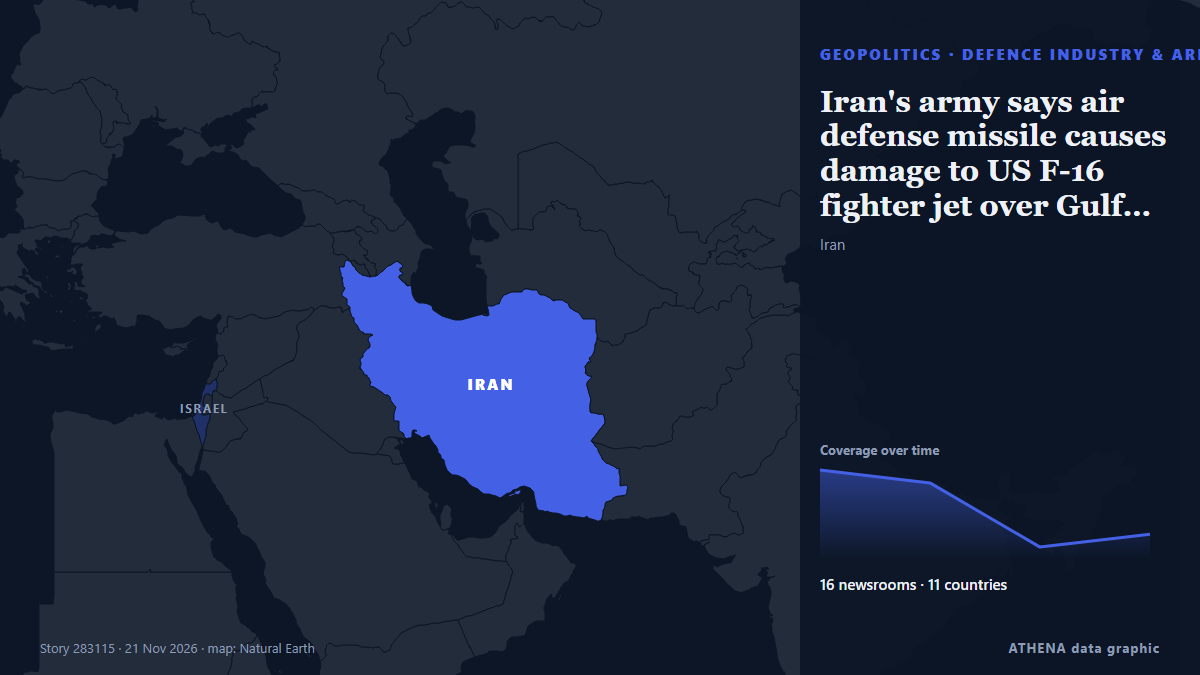 GEOPOLITICS · DEFENCE INDUSTRY &
Iran's army says air
defense missile causes
damage to US F-16
fighter jet over Gulf...
Iran
IRAN
ISRAEL
Coverage over time
16 newsrooms · 11 countries
Story 283115 · 21 Nov 2026 · map: Natural Earth
ATHENA data graphic